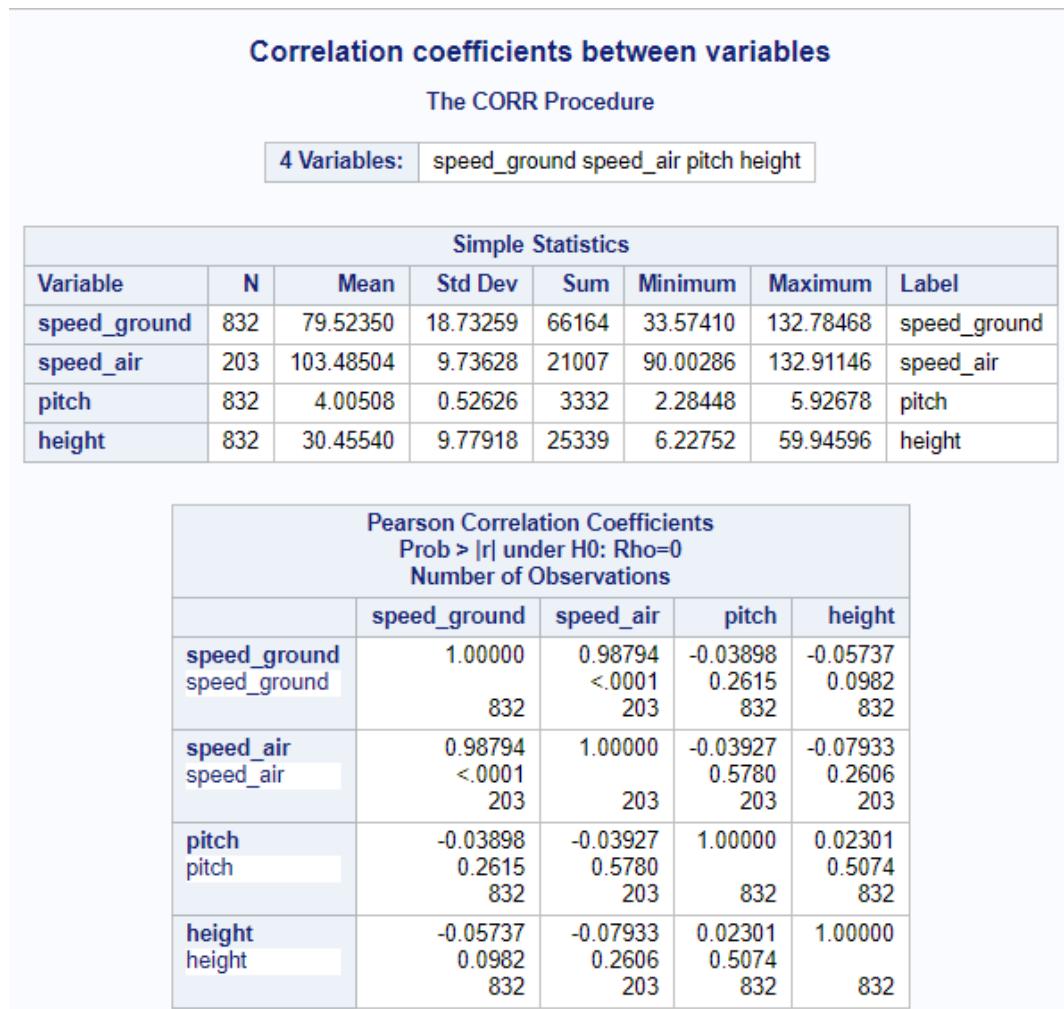 Correlation coefficients between variables
The CORR Procedure
4 Variables: speed_ground speed_air pitch height
Simple Statistics
Variable N Mean Std Dev Sum Minimum Maximum Label
speed_ground 832 79.52350 18.73259 66164 33.57410 132.78468 speed_ground
speed_air 203 103.48504 9.73628 21007 90.00286 132.91146 speed_air
pitch 832 4.00508 0.52626 3332 2.28448 5.92678 pitch
height 832 30.45540 9.77918 25339 6.22752 59.94596 height
Pearson Correlation Coefficients
Prob > |r| under H0: Rho=0
Number of Observations
speed_ground speed_air pitch height
speed_ground 1.00000 0.98794 -0.03898 -0.05737
speed_ground <.0001 0.2615 0.0982
832 203 832 832
speed_air 0.98794 1.00000 -0.03927 -0.07933
speed_air <.0001 0.5780 0.2606
203 203 203 203
pitch -0.03898 -0.03927 1.00000 0.02301
pitch 0.2615 0.5780 0.5074
832 203 832 832
height -0.05737 -0.07933 0.02301 1.00000
height 0.0982 0.2606 0.5074
832 203 832 832